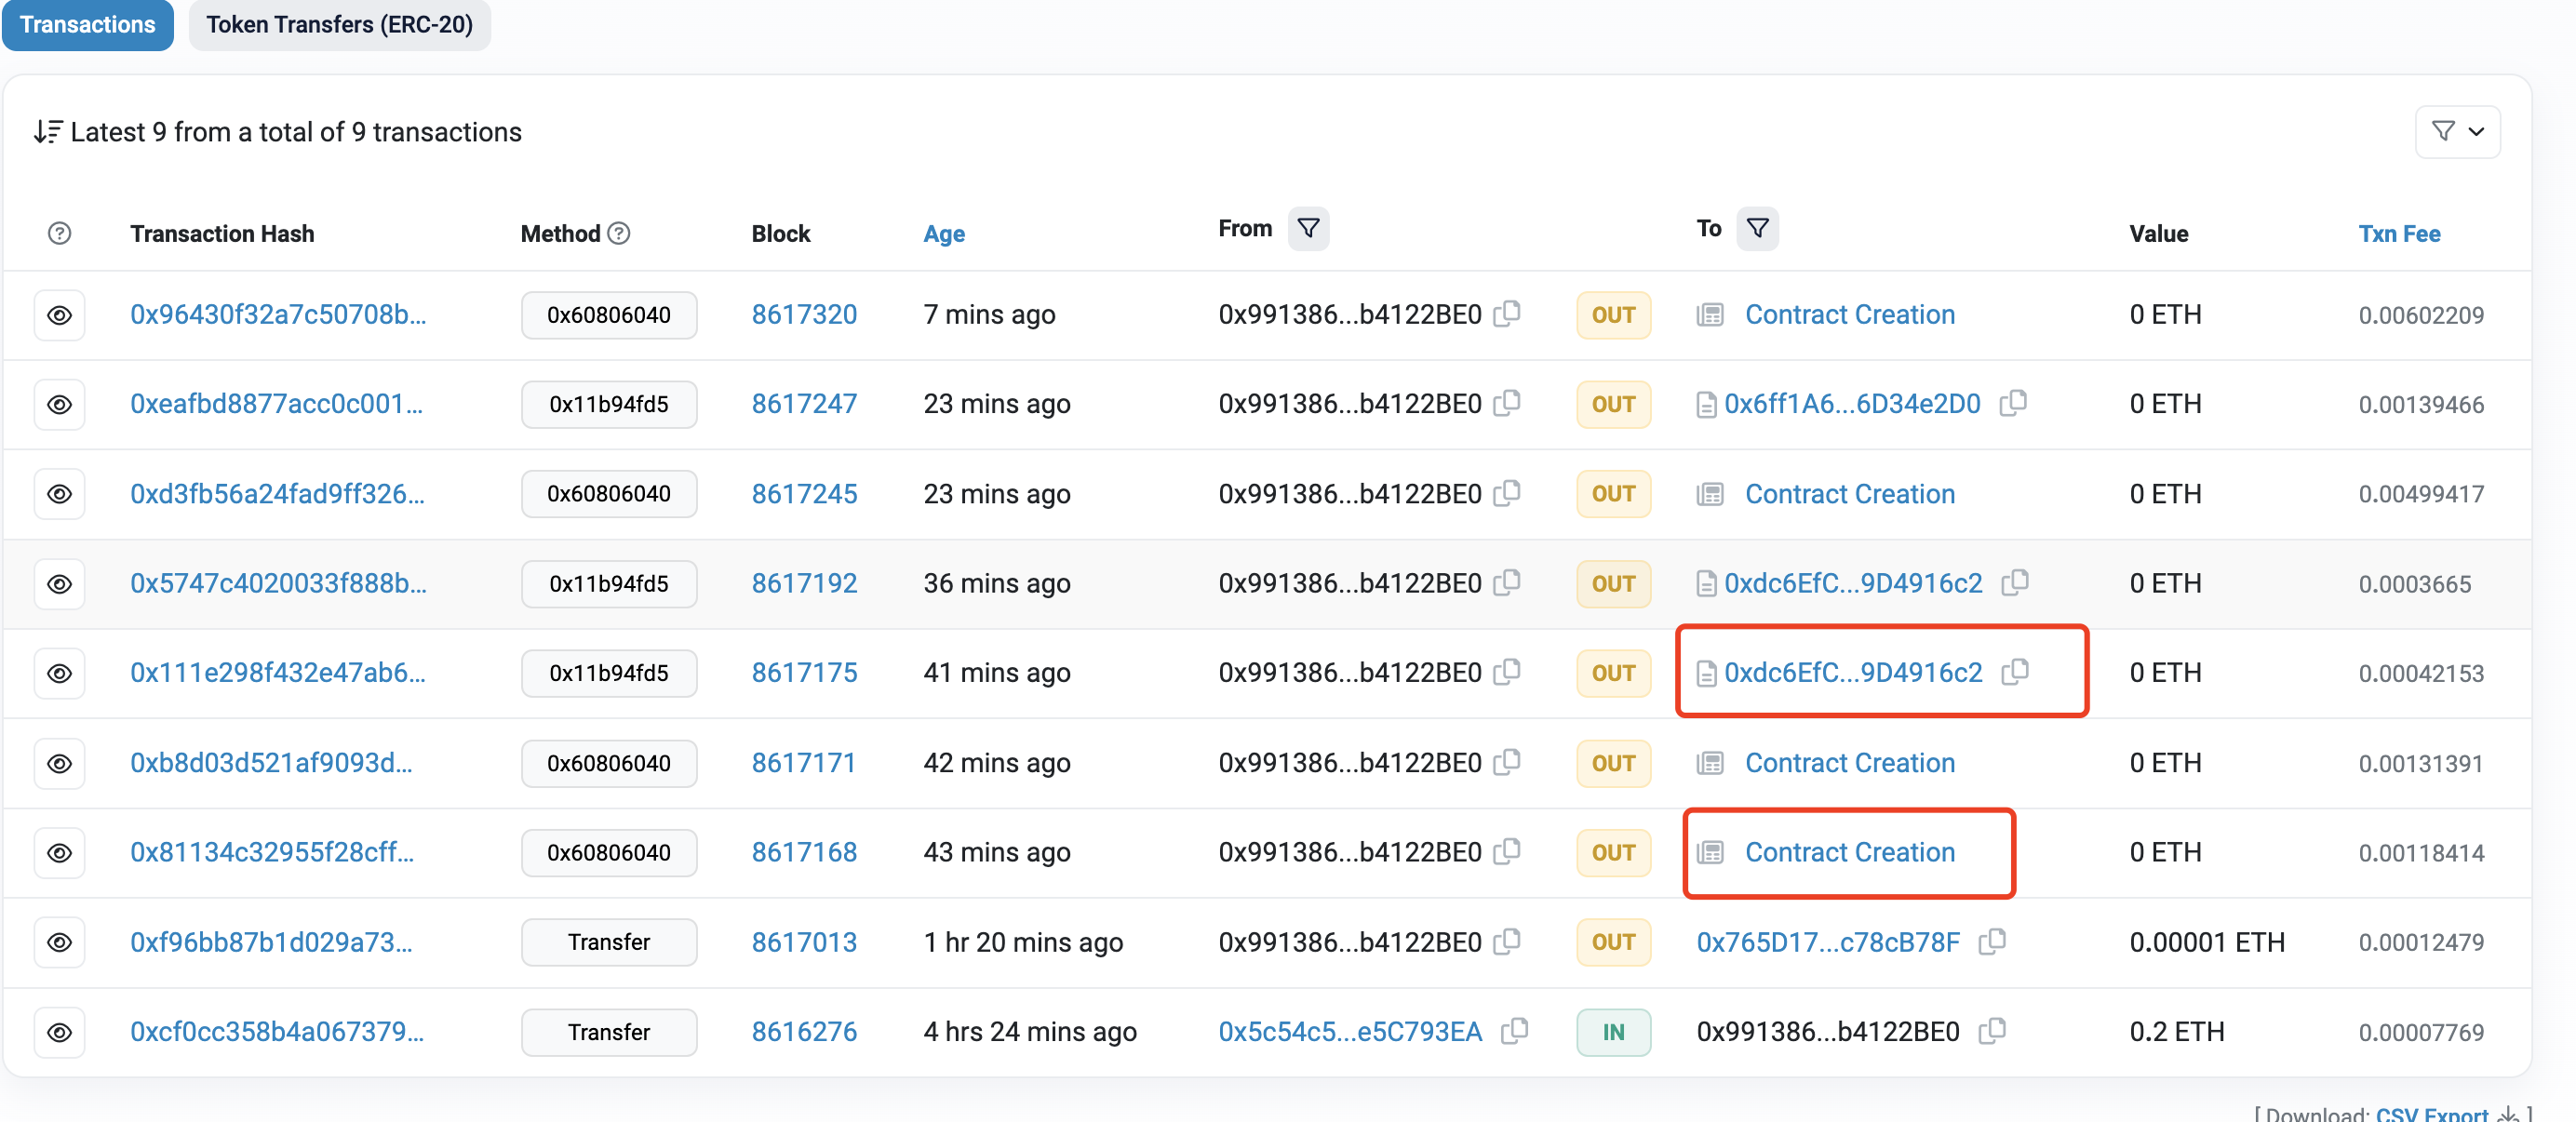 Transactions Token Transfers (ERC-20)
Latest 9 from a total of 9 transactions
Transaction Hash Method Block Age From To Value Txn Fee
0x96430f32a7c50708b... 0x60806040 8617320 7 mins ago 0x991386...b4122BE0 OUT Contract Creation 0 ETH 0.00602209
0xeafbd8877acc0c001... 0x11b94fd5 8617247 23 mins ago 0x991386...b4122BE0 OUT 0x6ff1A6...6D34e2D0 0 ETH 0.00139466
0xd3fb56a24fad9ff326... 0x60806040 8617245 23 mins ago 0x991386...b4122BE0 OUT Contract Creation 0 ETH 0.00499417
0x5747c4020033f888b... 0x11b94fd5 8617192 36 mins ago 0x991386...b4122BE0 OUT 0xdc6EfC...9D4916c2 0 ETH 0.0003665
0x111e298f432e47ab6... 0x11b94fd5 8617175 41 mins ago 0x991386...b4122BE0 OUT 0xdc6EfC...9D4916c2 0 ETH 0.00042153
0xb8d03d521af9093d... 0x60806040 8617171 42 mins ago 0x991386...b4122BE0 OUT Contract Creation 0 ETH 0.00131391
0x81134c32955f28cff... 0x60806040 8617168 43 mins ago 0x991386...b4122BE0 OUT Contract Creation 0 ETH 0.00118414
0xf96bb87b1d029a73... Transfer 8617013 1 hr 20 mins ago 0x991386...b4122BE0 OUT 0x765D17...c78cB78F 0.00001 ETH 0.00012479
0xcf0cc358b4a067379... Transfer 8616276 4 hrs 24 mins ago 0x5c54c5...e5C793EA IN 0x991386...b4122BE0 0.2 ETH 0.00007769
[ Download: CSV Export ]